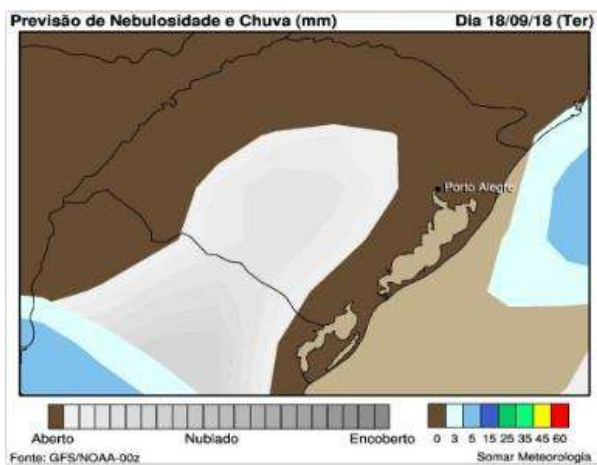 Previsão de Nebulosidade e Chuva (mm) Dia 18/09/18 (Ter)
Porto Alegre
Aberto Nublado Encoberto 0 3 5 15 25 35 45 60
Fonte: GFS/NOAA-00z Somar Meteorologia